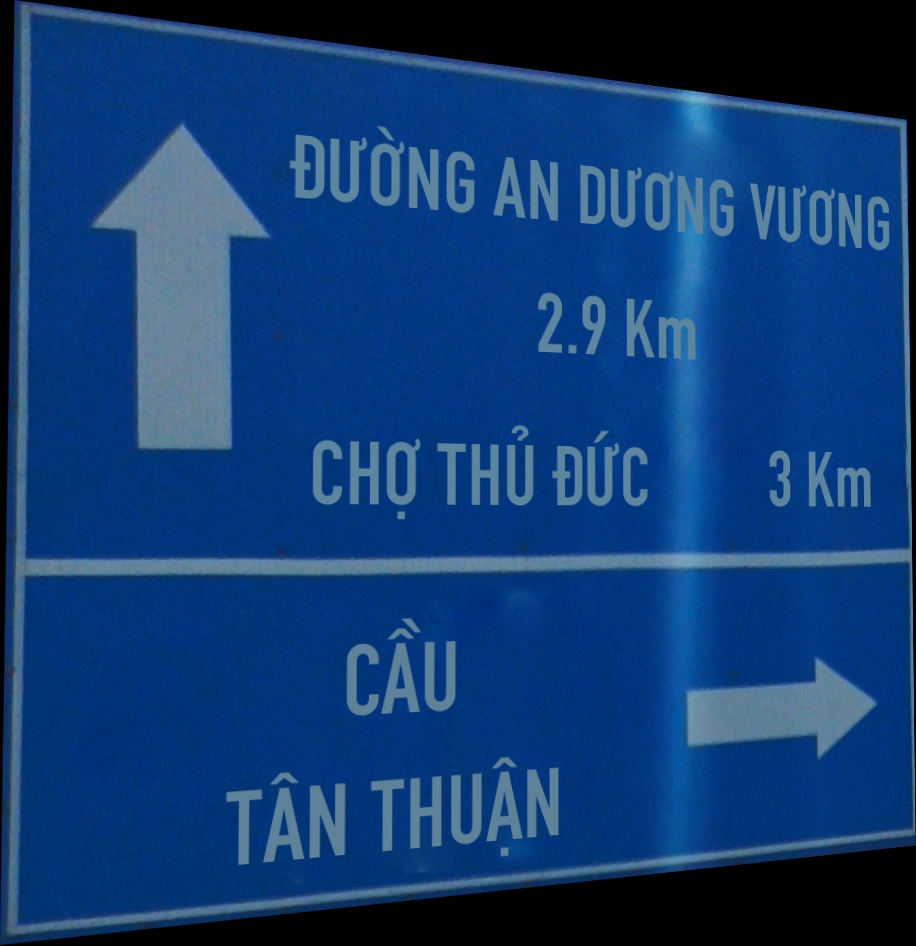 ĐƯỜNG AN DƯƠNG VƯƠNG
2.9 Km
CHỢ THỦ ĐỨC 3 Km
CẦU
TÂN THUẬN